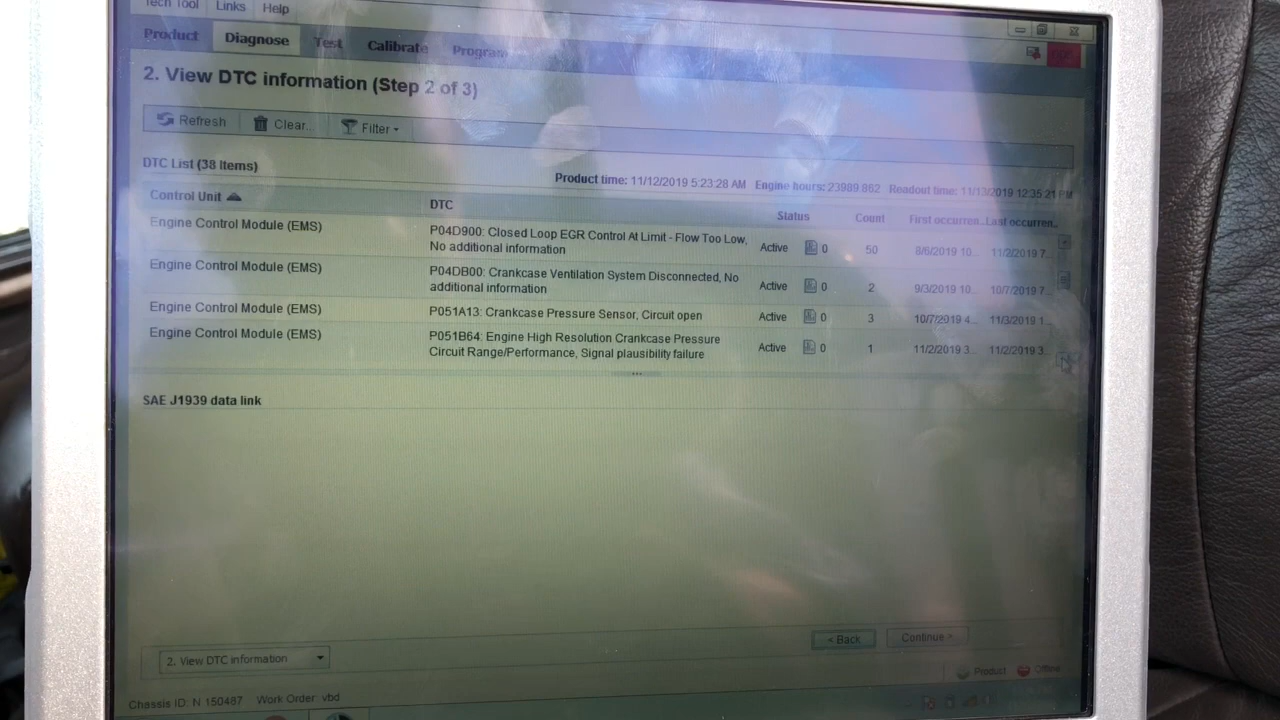 Tech Tool Links Help
Product Diagnose Test Calibrate Program
2. View DTC information (Step 2 of 3)
Refresh Clear... Filter
DTC List (38 Items)
Product time: 11/12/2019 5:23:28 AM Engine hours: 23989.862 Readout time: 11/13/2019 12:35:21 PM
Control Unit DTC Status Count First occurren... Last occurren...
Engine Control Module (EMS) P04D900: Closed Loop EGR Control At Limit - Flow Too Low,
No additional information Active 0 50 8/6/2019 10... 11/2/2019 7...
Engine Control Module (EMS) P04DB00: Crankcase Ventilation System Disconnected, No
additional information Active 0 2 9/3/2019 10... 10/7/2019 7...
Engine Control Module (EMS) P051A13: Crankcase Pressure Sensor, Circuit open Active 0 3 10/7/2019 4... 11/3/2019 1...
Engine Control Module (EMS) P051B64: Engine High Resolution Crankcase Pressure
Circuit Range/Performance, Signal plausibility failure Active 0 1 11/2/2019 3... 11/2/2019 3...
SAE J1939 data link
< Back Continue >
2. View DTC information
Product Offline
Chassis ID: N 150487 Work Order: vbd